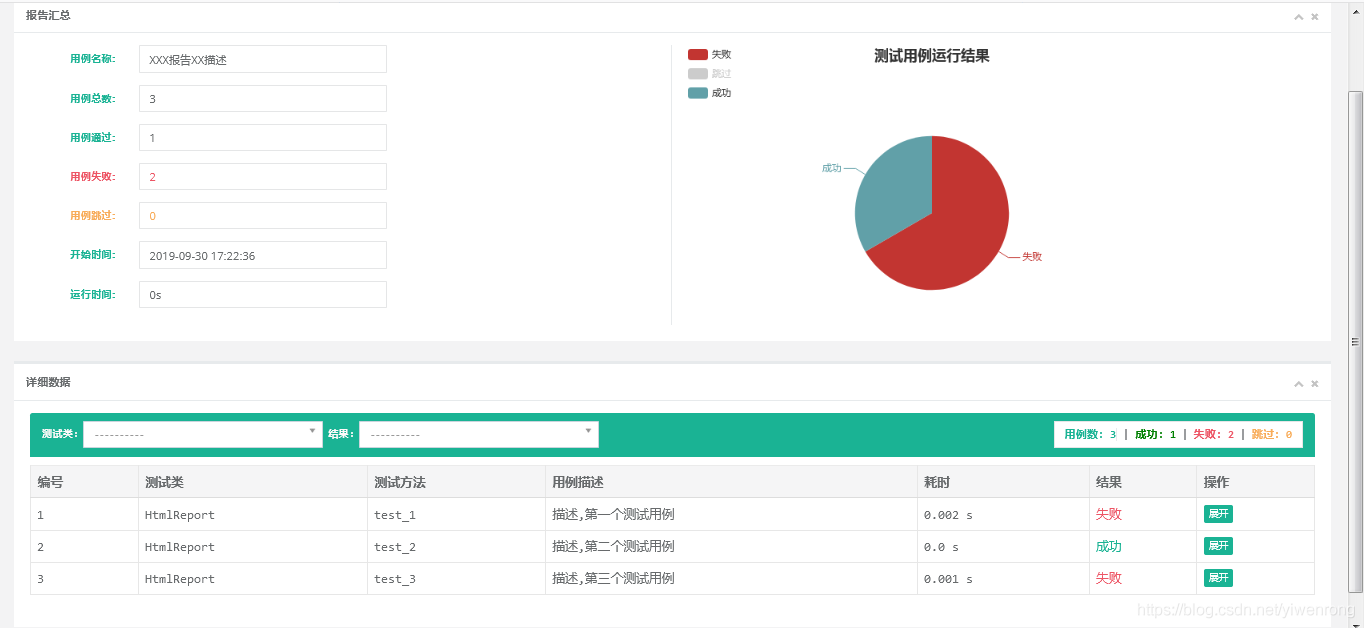 报告汇总
用例名称: XXX报告XX描述
用例总数: 3
用例通过: 1
用例失败: 2
用例跳过: 0
开始时间: 2019-09-30 17:22:36
运行时间: 0s
失败
跳过
成功
测试用例运行结果
成功
失败
详细数据
测试类: ---------- 结果: ---------- 用例数: 3 | 成功: 1 | 失败: 2 | 跳过: 0
编号 测试类 测试方法 用例描述 耗时 结果 操作
1 HtmlReport test_1 描述,第一个测试用例 0.002 s 失败 展开
2 HtmlReport test_2 描述,第二个测试用例 0.0 s 成功 展开
3 HtmlReport test_3 描述,第三个测试用例 0.001 s 失败 展开
https://blog.csdn.net/yiwenrong